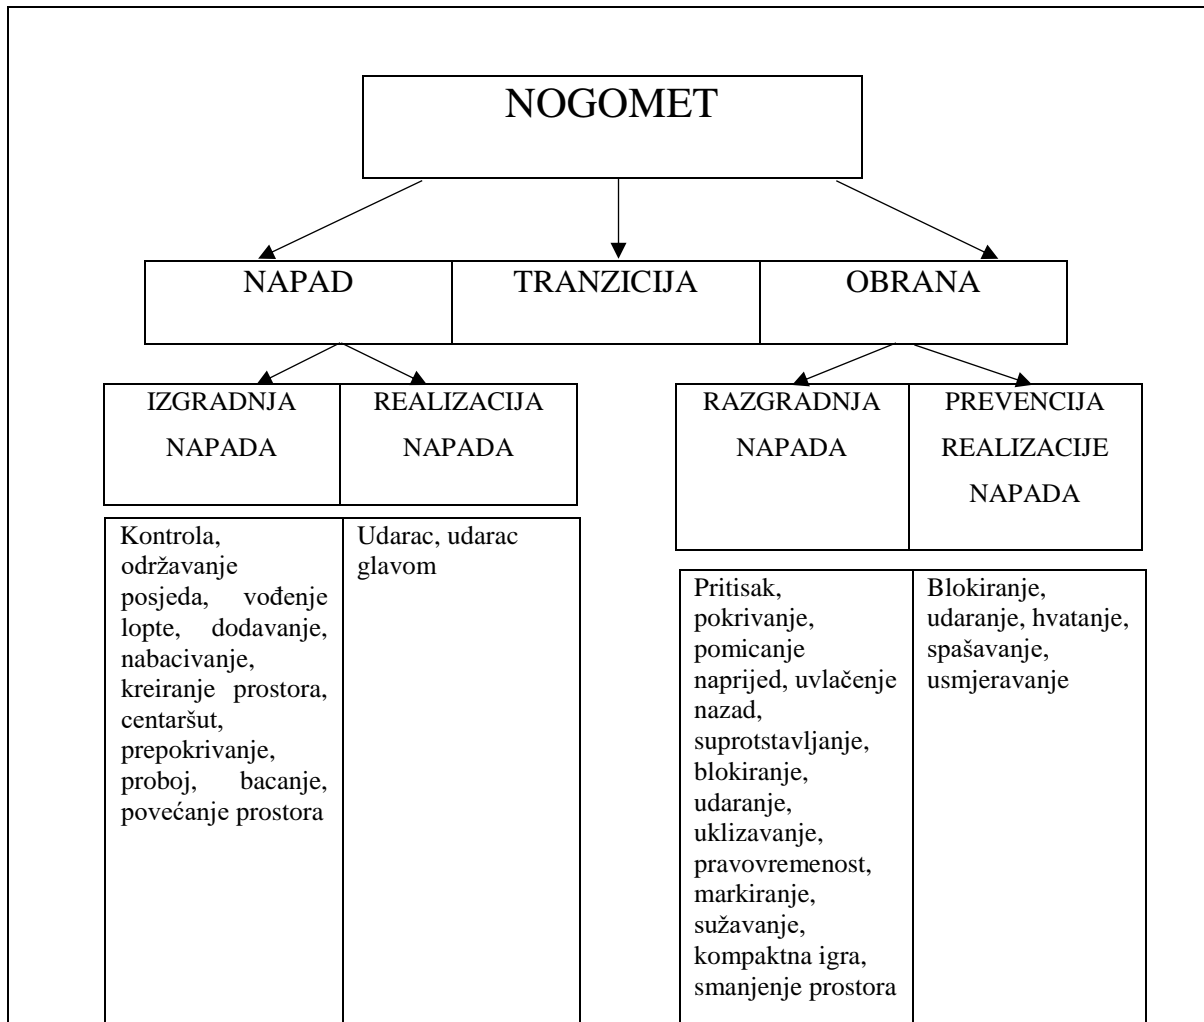 NOGOMET
NAPAD
TRANZICIJA
OBRANA
IZGRADNJA
NAPADA
REALIZACIJA
NAPADA
RAZGRADNJA
NAPADA
PREVENCIJA
REALIZACIJE
NAPADA
Kontrola,
održavanje
posjeda, vođenje
lopte, dodavanje,
nabacivanje,
kreiranje prostora,
centaršut,
prepokrivanje,
proboj, bacanje,
povećanje prostora
Udarac, udarac
glavom
Pritisak,
pokrivanje,
pomicanje
naprijed, uvlačenje
nazad,
suprotstavljanje,
blokiranje,
udaranje,
uklizavanje,
pravovremenost,
markiranje,
sužavanje,
kompaktna igra,
smanjenje prostora
Blokiranje,
udaranje, hvatanje,
spašavanje,
usmjeravanje